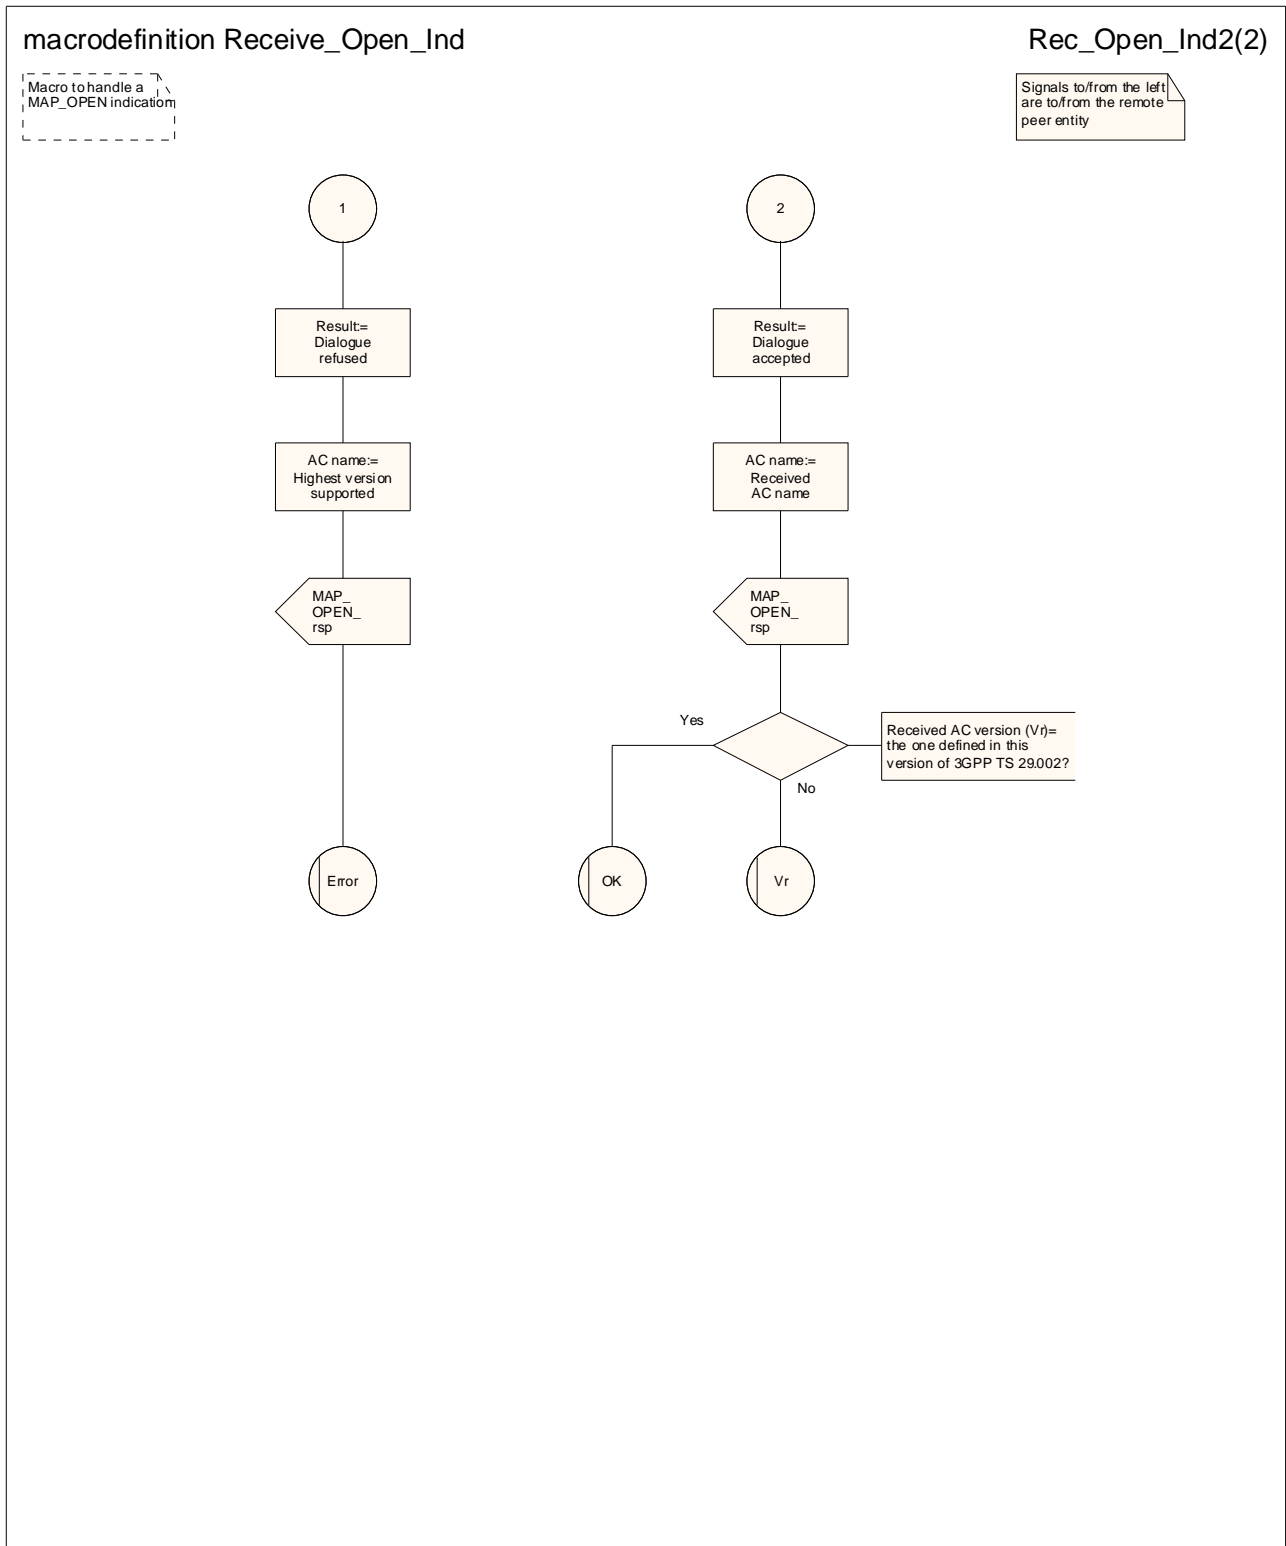 macrodefinition Receive_Open_Ind
Rec_Open_Ind2(2)
Macro to handle a
MAP_OPEN indication
Signals to/from the left
are to/from the remote
peer entity
1
2
Result:=
Dialogue
refused
Result:=
Dialogue
accepted
AC name:=
Highest version
supported
AC name:=
Received
AC name
MAP_
OPEN_
rsp
MAP_
OPEN_
rsp
Yes
Received AC version (Vr)=
the one defined in this
version of 3GPP TS 29.002?
No
Error
OK
Vr